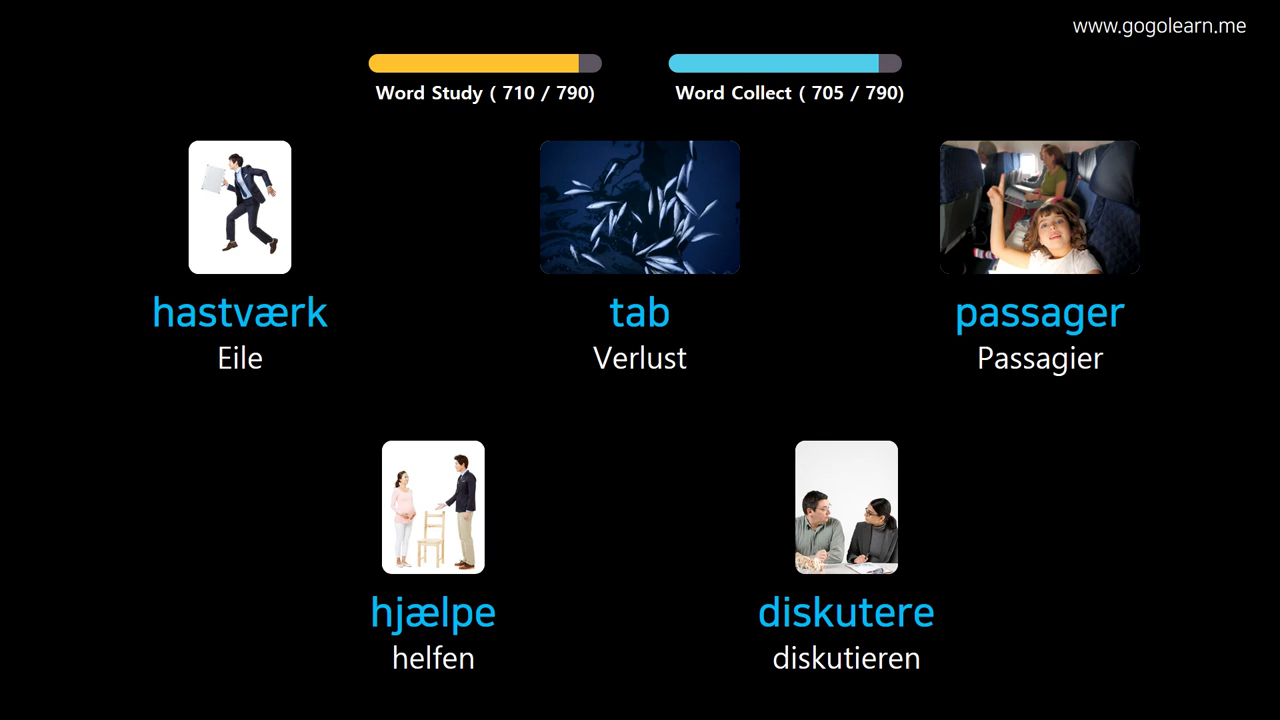 www.gogolearn.me
Word Study ( 710 / 790)
Word Collect ( 705 / 790)
hastværk
Eile
tab
Verlust
passager
Passagier
hjælpe
helfen
diskutere
diskutieren